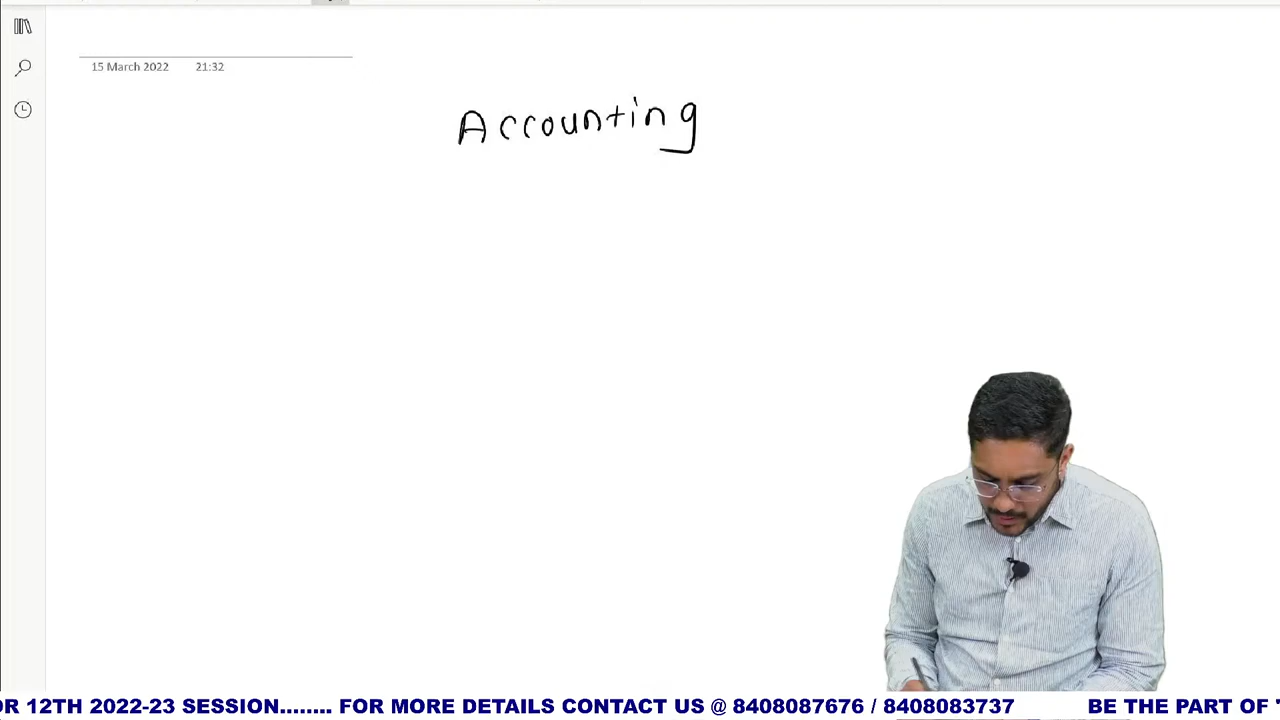 15 March 2022 21:32
Accounting
OR 12TH 2022-23 SESSION........ FOR MORE DETAILS CONTACT US @ 8408087676 / 8408083737 BE THE PART OF